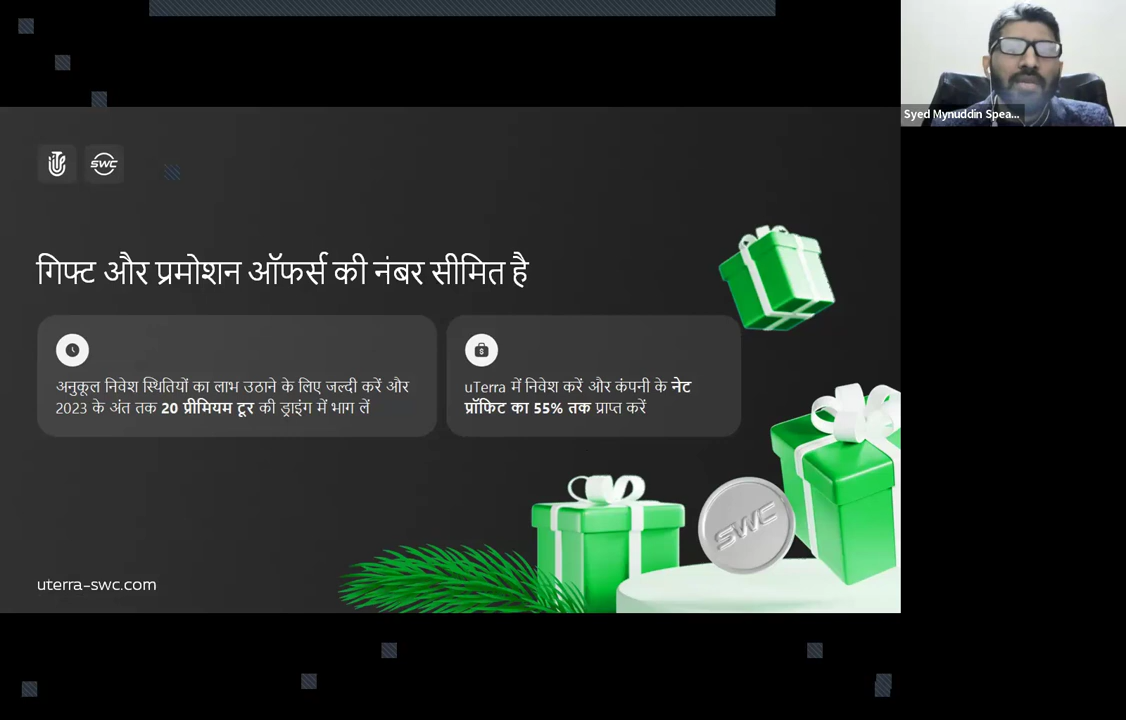 Syed Mynuddin Spea...
SWC
गिफ्ट और प्रमोशन ऑफर्स की नंबर सीमित है
अनुकूल निवेश स्थितियों का लाभ उठाने के लिए जल्दी करें और
2023 के अंत तक 20 प्रीमियम टूर की ड्राइंग में भाग लें
uTerra में निवेश करें और कंपनी के नेट
प्रॉफिट का 55% तक प्राप्त करें
SWC
uterra-swc.com